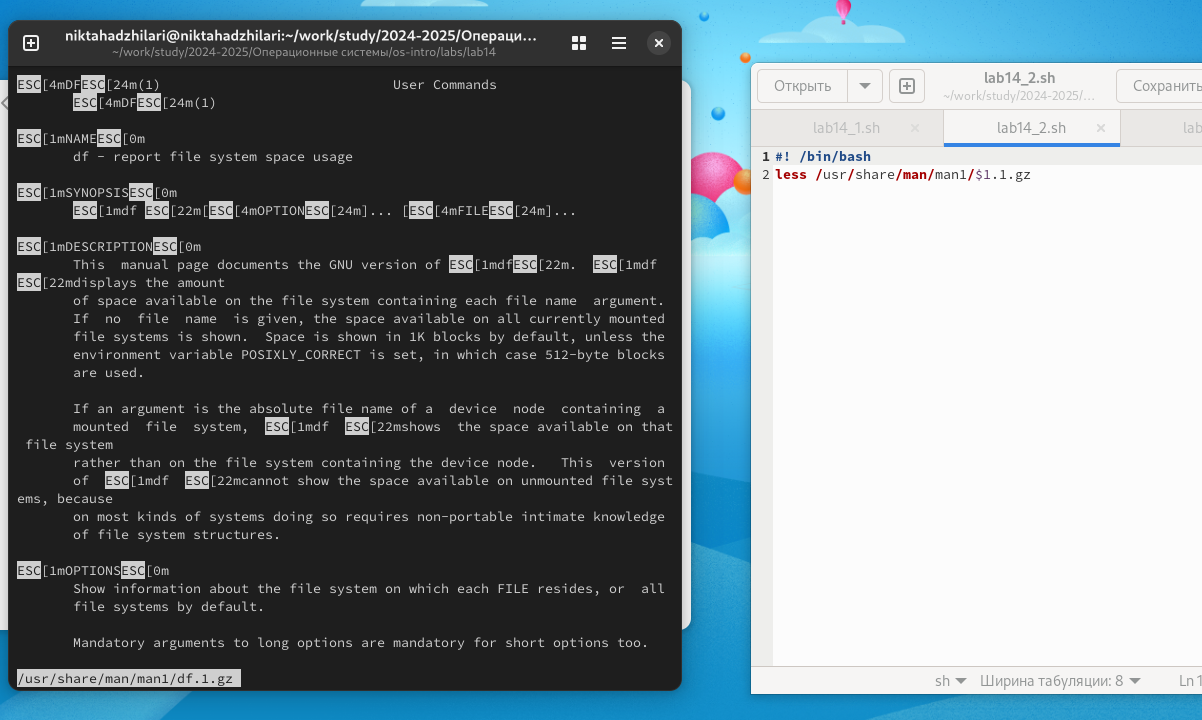 niktahadzhilari@niktahadzhilari:~/work/study/2024-2025/Операци...
~/work/study/2024-2025/Операционные системы/os-intro/labs/lab14
ESC[4mDFESC[24m(1) User Commands
ESC[4mDFESC[24m(1)
ESC[1mNAMEESC[0m
df - report file system space usage
ESC[1mSYNOPSISESC[0m
ESC[1mdf ESC[22m[ESC[4mOPTIONESC[24m]... [ESC[4mFILEESC[24m]...
ESC[1mDESCRIPTIONESC[0m
This  manual page documents the GNU version of ESC[1mdfESC[22m.  ESC[1mdf
ESC[22mdisplays the amount
of space available on the file system containing each file name  argument.
If  no  file  name  is given, the space available on all currently mounted
file systems is shown.  Space is shown in 1K blocks by default, unless the
environment variable POSIXLY_CORRECT is set, in which case 512-byte blocks
are used.
If an argument is the absolute file name of a  device  node  containing  a
mounted  file  system,  ESC[1mdf  ESC[22mshows  the space available on that
file system
rather than on the file system containing the device node.   This  version
of  ESC[1mdf  ESC[22mcannot show the space available on unmounted file syst
ems, because
on most kinds of systems doing so requires non-portable intimate knowledge
of file system structures.
ESC[1mOPTIONSESC[0m
Show information about the file system on which each FILE resides, or  all
file systems by default.
Mandatory arguments to long options are mandatory for short options too.
/usr/share/man/man1/df.1.gz
Открыть
lab14_2.sh
~/work/study/2024-2025/...
Сохранить
lab14_1.sh
lab14_2.sh
lab
1 #! /bin/bash
2 less /usr/share/man/man1/$1.1.gz
sh
Ширина табуляции: 8
Ln 1